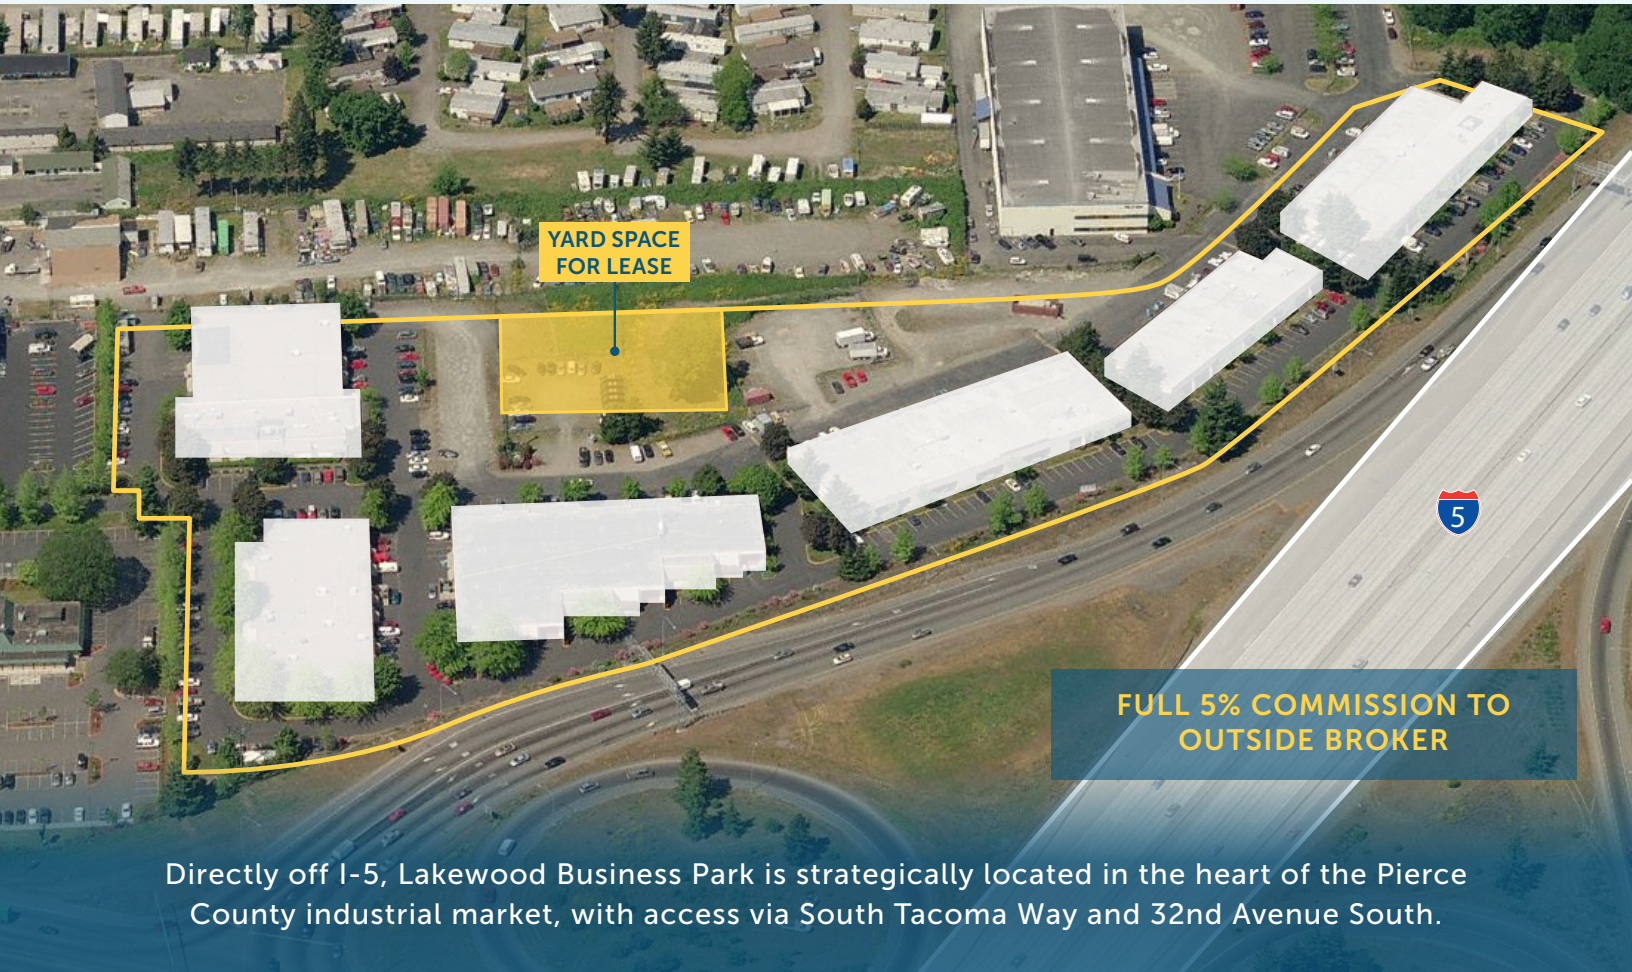 YARD SPACE
FOR LEASE
5
FULL 5% COMMISSION TO
OUTSIDE BROKER
Directly off I-5, Lakewood Business Park is strategically located in the heart of the Pierce
County industrial market, with access via South Tacoma Way and 32nd Avenue South.